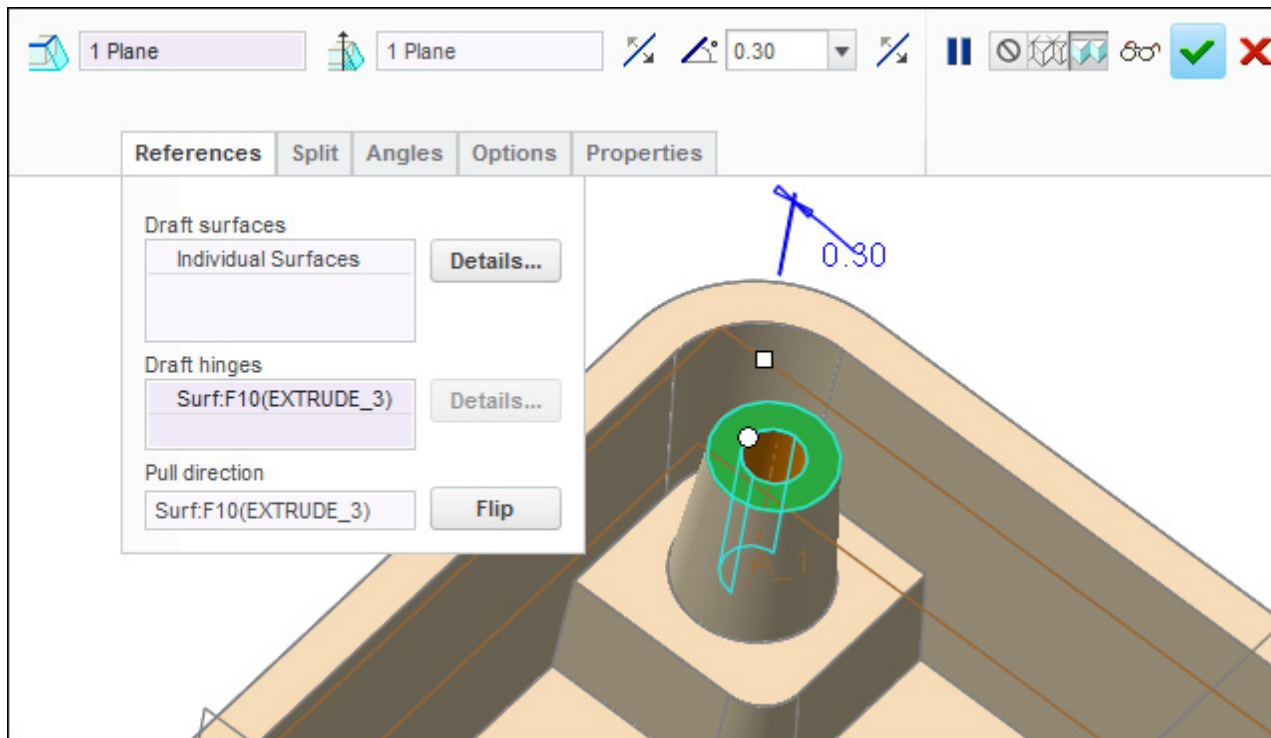 1 Plane 1 Plane 0.30
References Split Angles Options Properties
Draft surfaces
Individual Surfaces Details...
Draft hinges
Surf:F10(EXTRUDE_3) Details...
Pull direction
Surf:F10(EXTRUDE_3) Flip
0.30
A_1